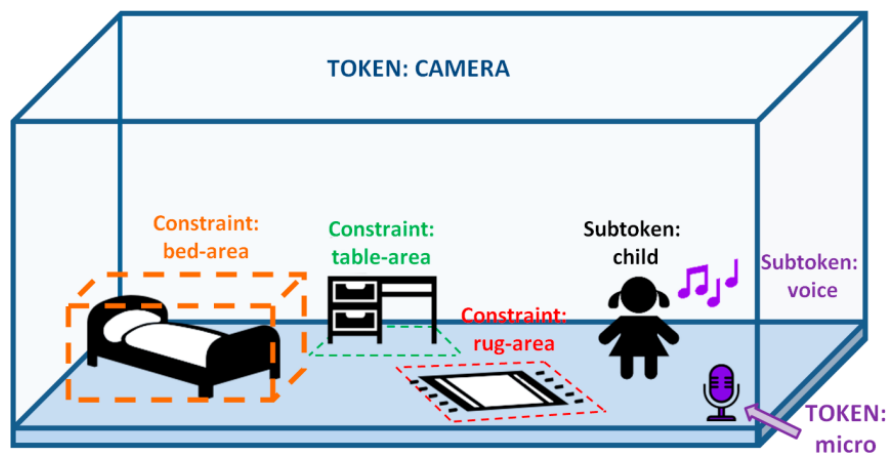 TOKEN: CAMERA
Constraint:
bed-area
Constraint:
table-area
Subtoken:
child
Subtoken:
voice
Constraint:
rug-area
TOKEN:
micro